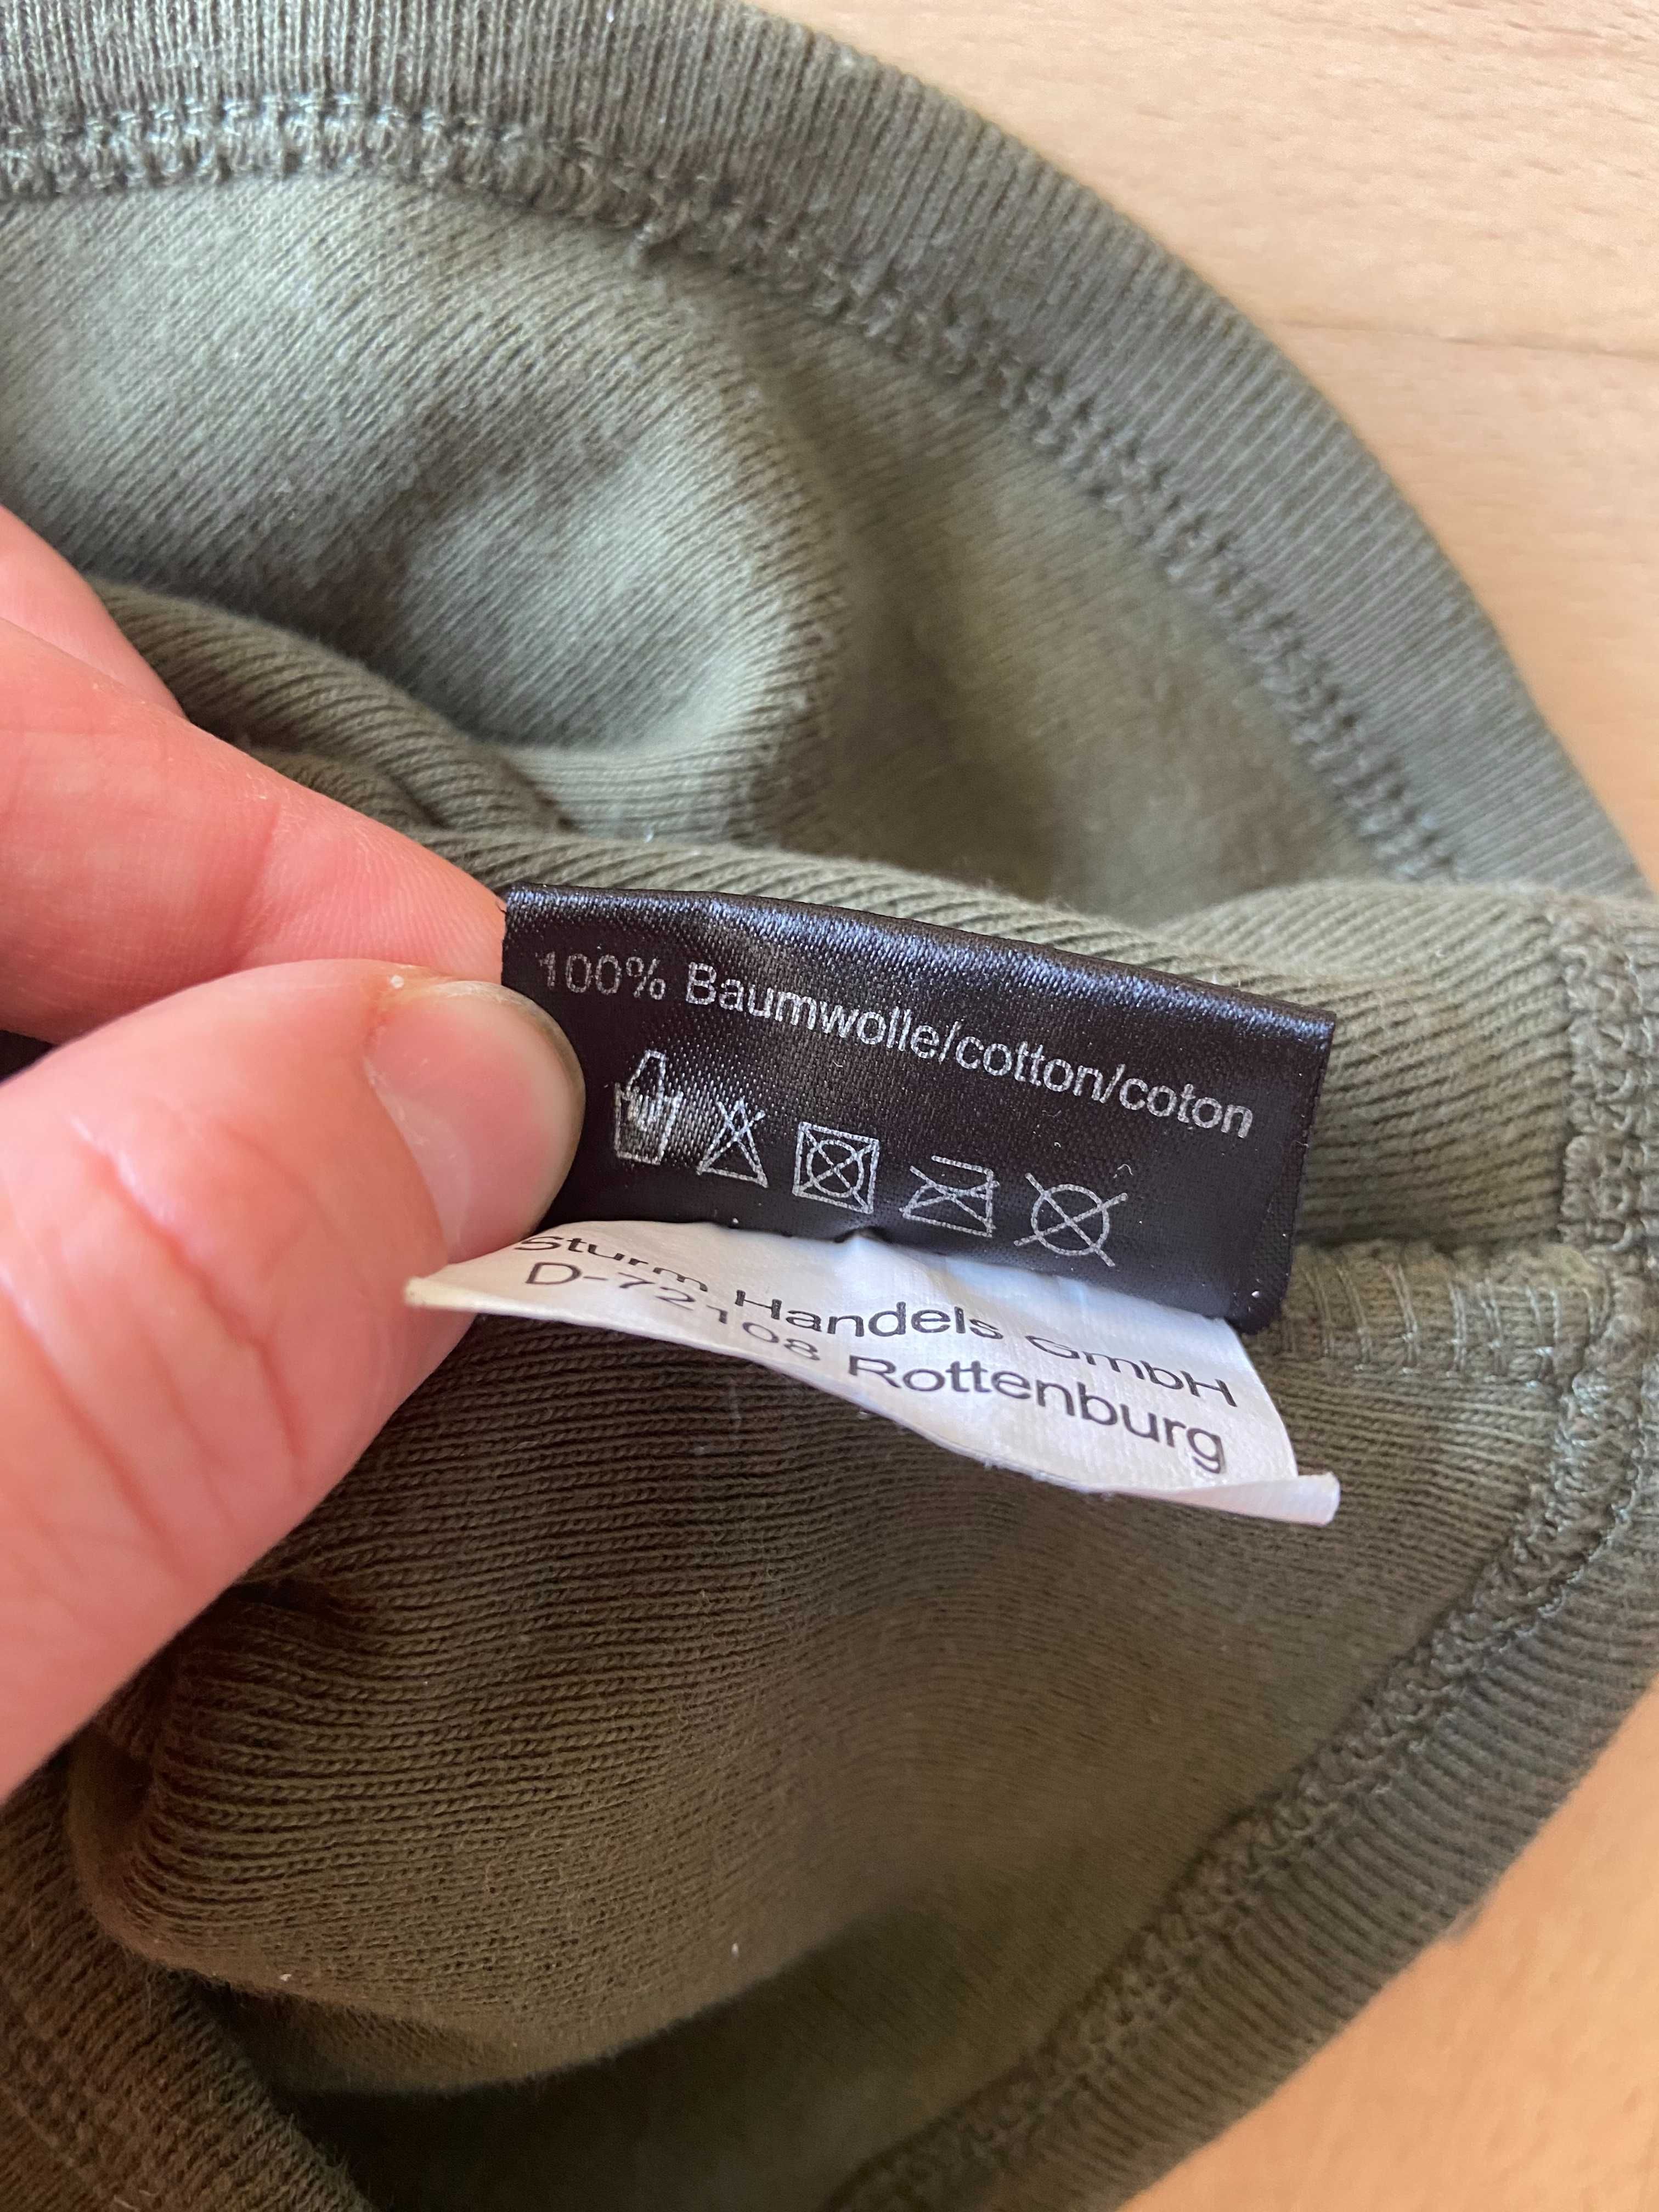 100% Baumwolle/cotton/coton
Sturm Handels GmbH
D-72108 Rottenburg